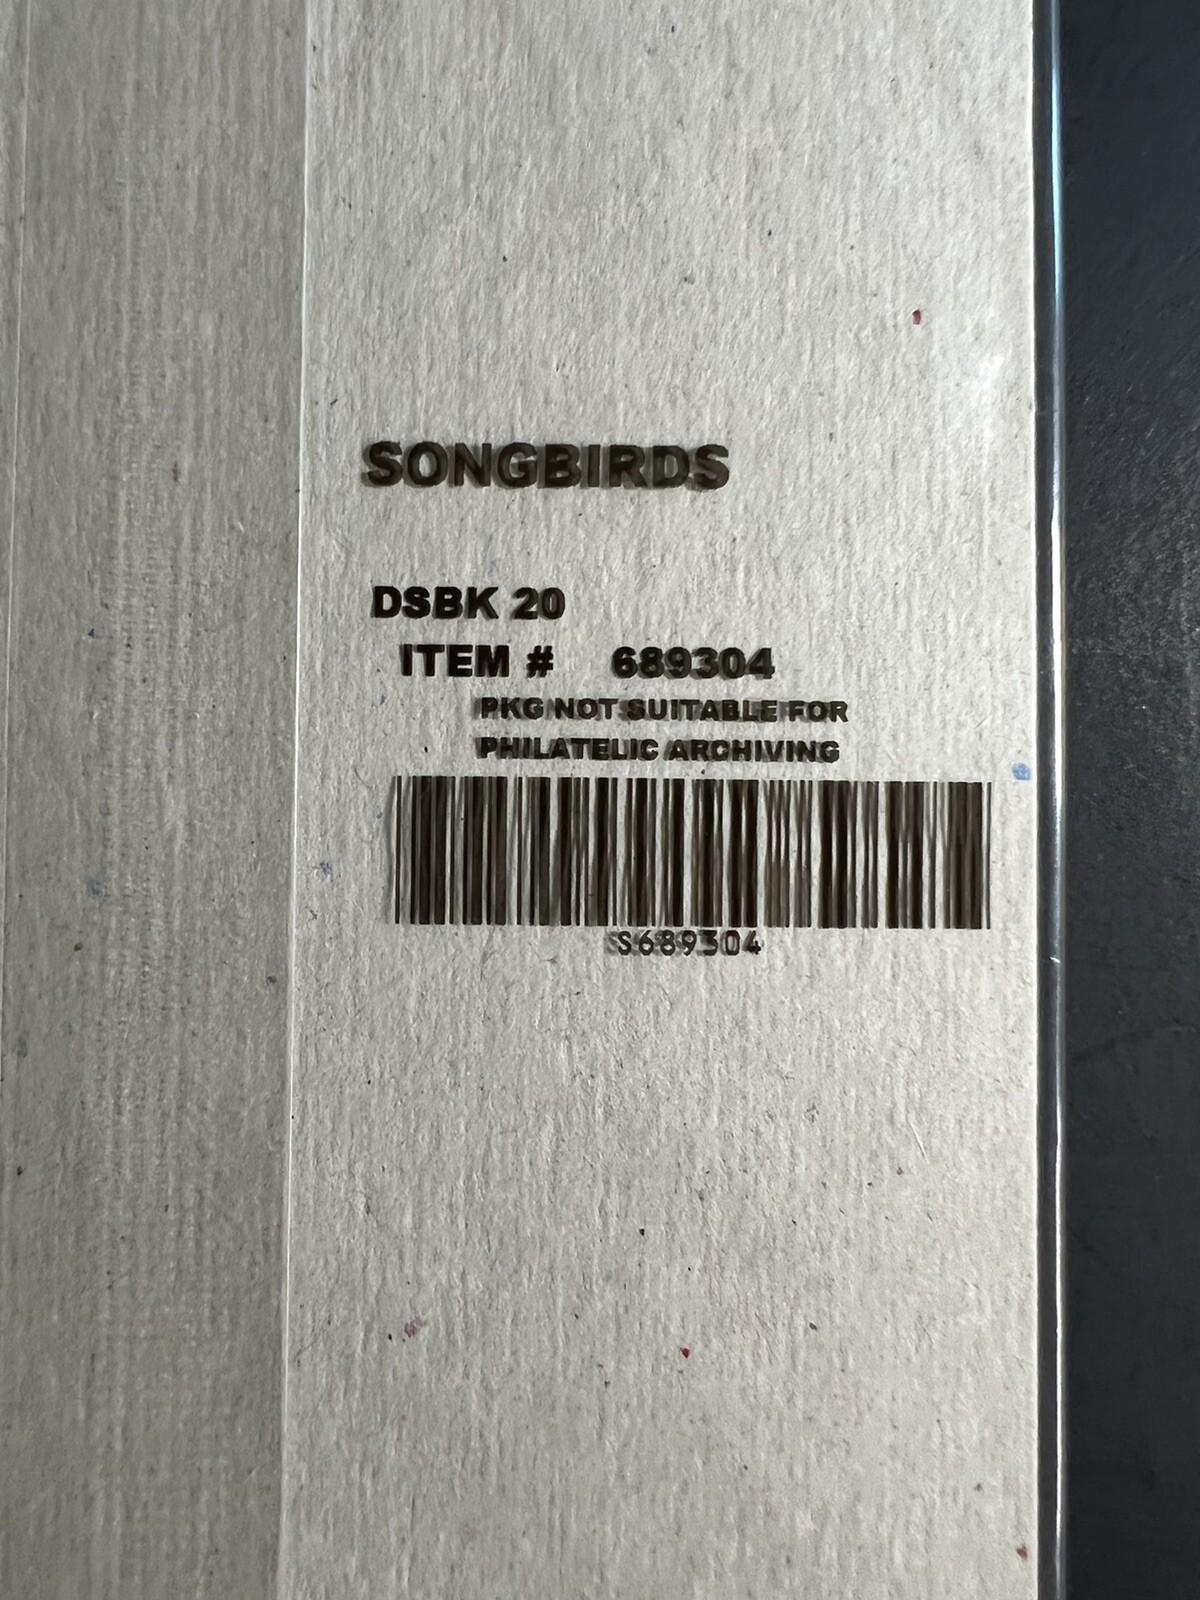 SONGBIRDS
DSBK 20
ITEM # 689304
PKG NOT SUITABLE FOR
PHILATELIC ARCHIVING
S689304